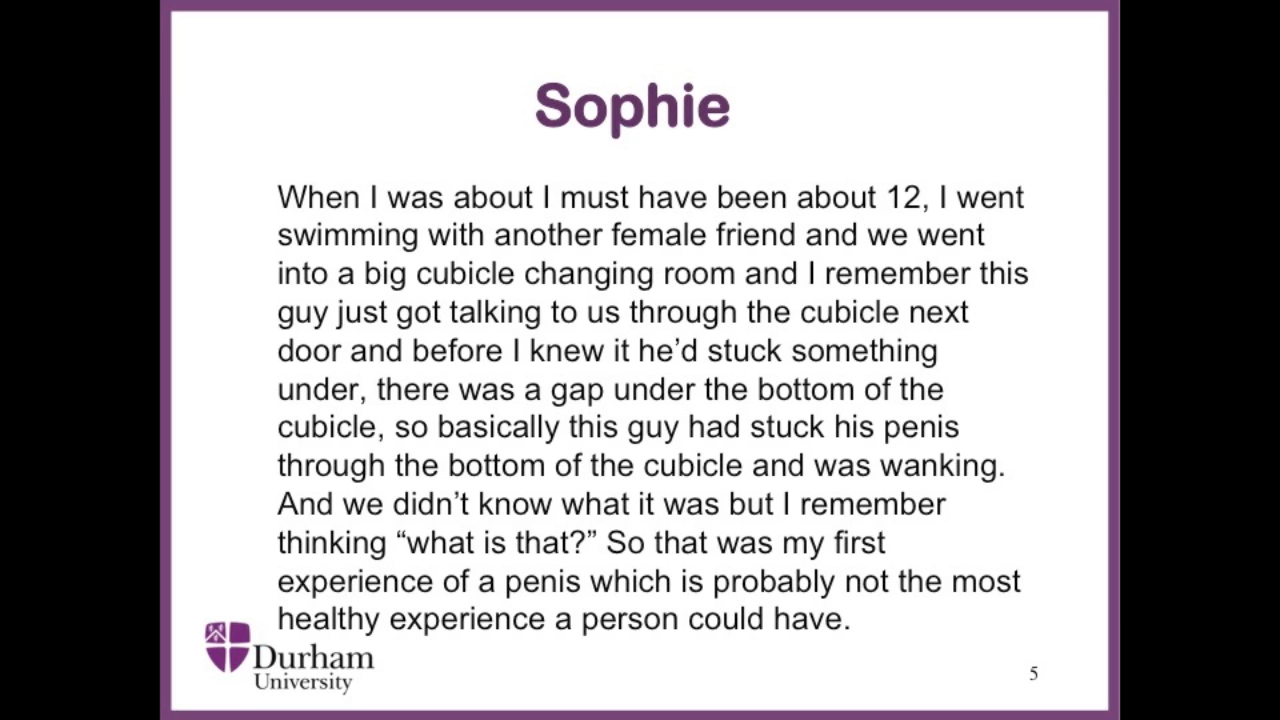 Sophie
When I was about I must have been about 12, I went
swimming with another female friend and we went
into a big cubicle changing room and I remember this
guy just got talking to us through the cubicle next
door and before I knew it he’d stuck something
under, there was a gap under the bottom of the
cubicle, so basically this guy had stuck his penis
through the bottom of the cubicle and was wanking.
And we didn’t know what it was but I remember
thinking “what is that?” So that was my first
experience of a penis which is probably not the most
healthy experience a person could have.
Durham
University
5